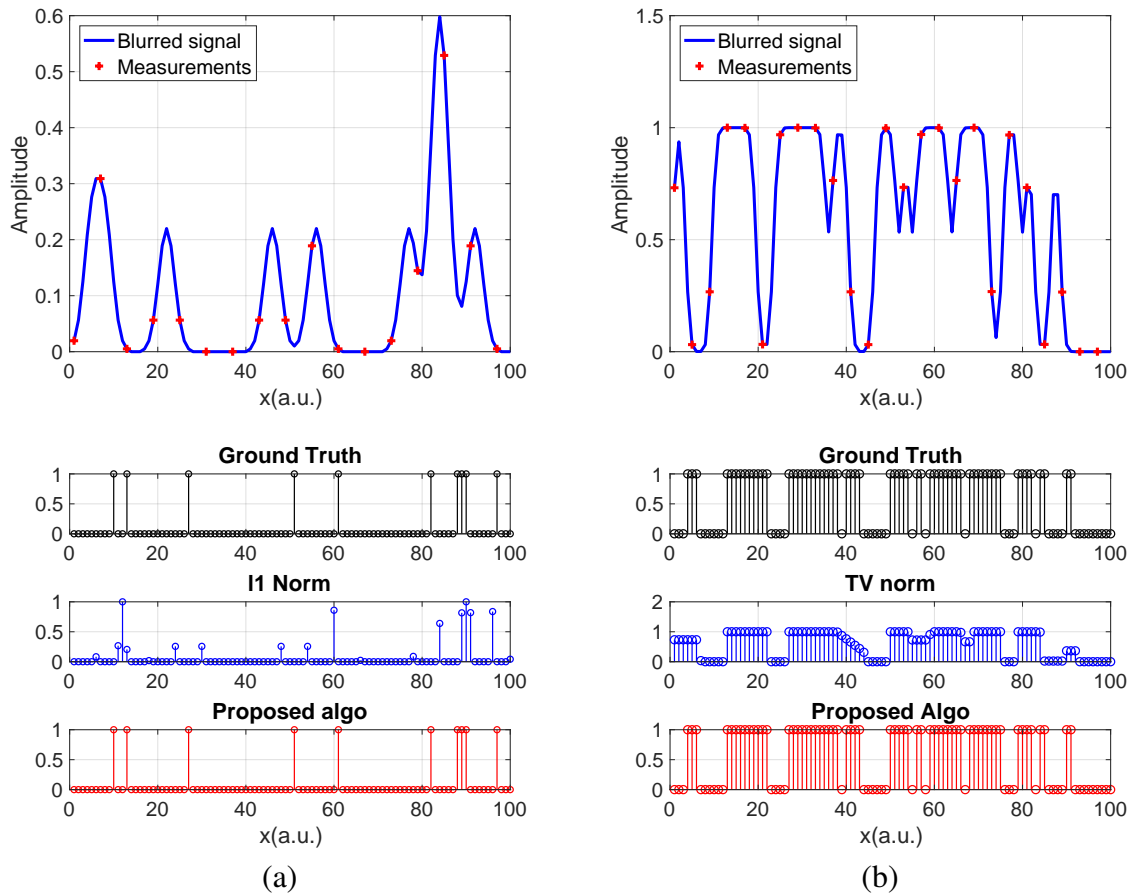 Blurred signal
Measurements
Amplitude
0.6
0.5
0.4
0.3
0.2
0.1
0
0 20 40 60 80 100
x(a.u.)
Ground Truth
1
0.5
0
0 20 40 60 80 100
l1 Norm
1
0.5
0
0 20 40 60 80 100
Proposed algo
1
0.5
0
0 20 40 60 80 100
x(a.u.)
(a)
Blurred signal
Measurements
Amplitude
1.5
1
0.5
0
0 20 40 60 80 100
x(a.u.)
Ground Truth
1
0.5
0
0 20 40 60 80 100
TV norm
2
1
0
0 20 40 60 80 100
Proposed Algo
1
0.5
0
0 20 40 60 80 100
x(a.u.)
(b)